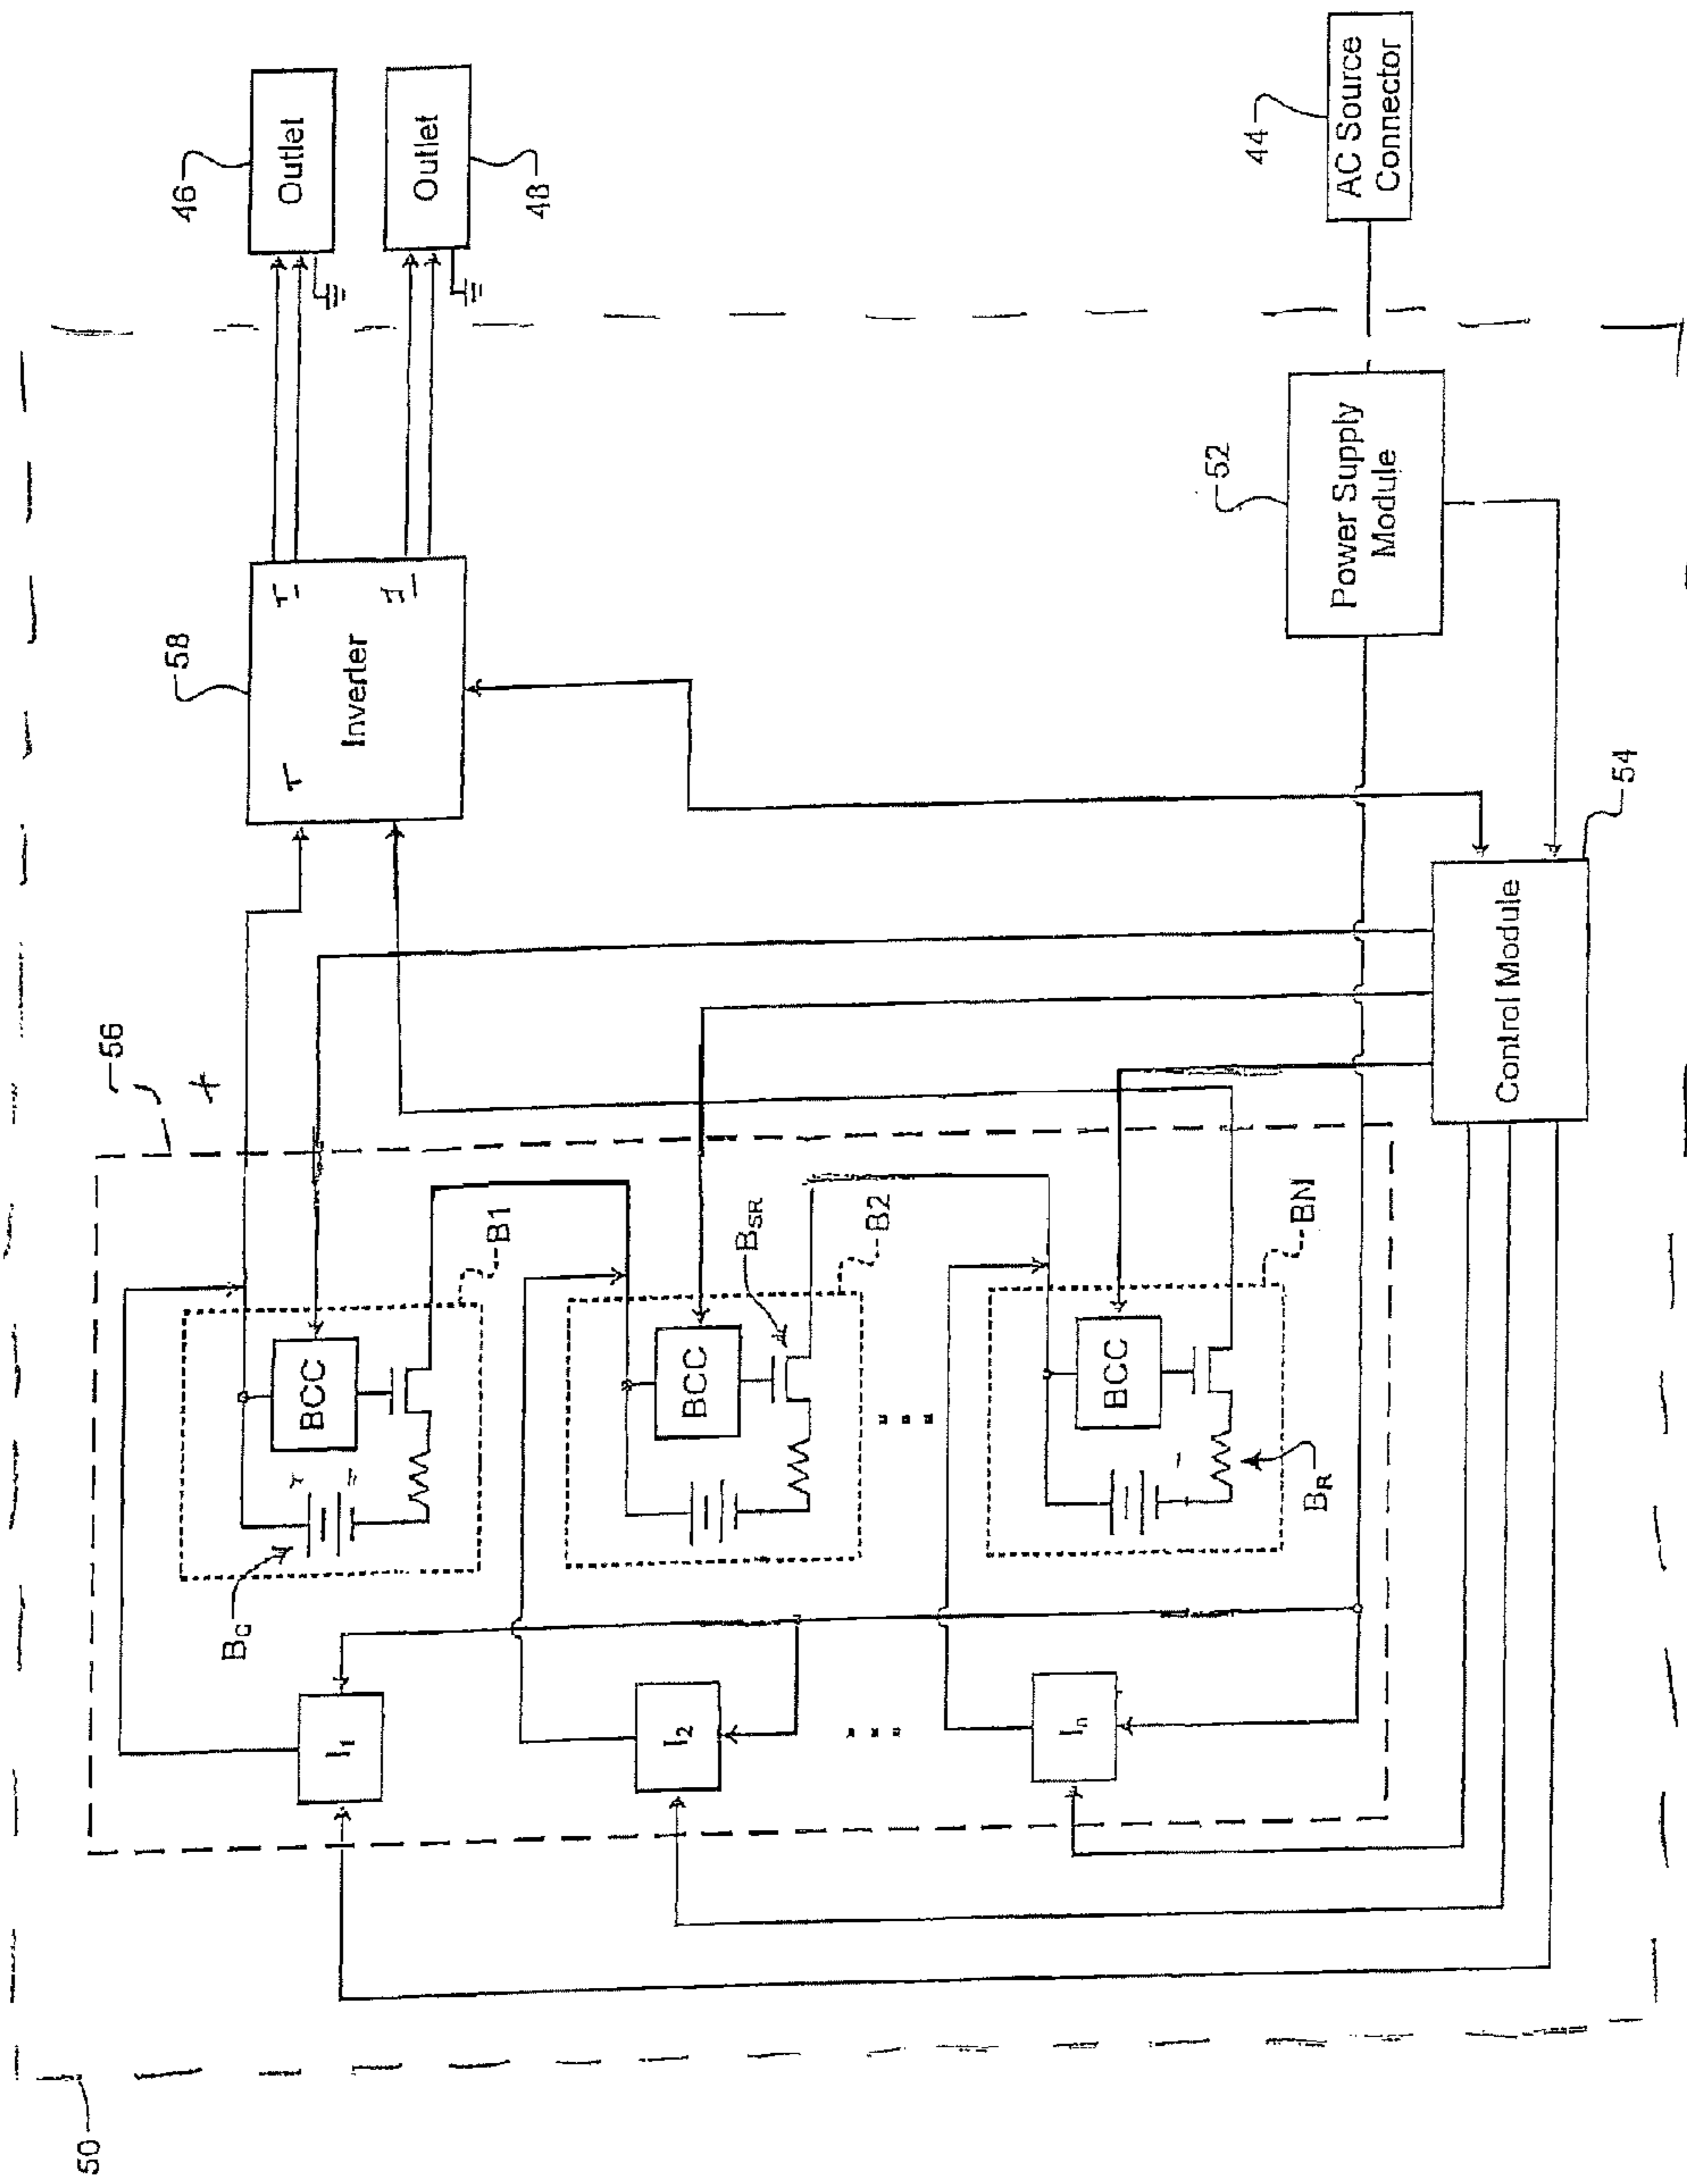 50
56
+
I1
BC
BCC
B1
I2
BCC
BSR
B2
In
BCC
BR
BN
58
Inverter
46
Outlet
Outlet
48
Control Module
54
52
Power Supply
Module
44
AC Source
Connector